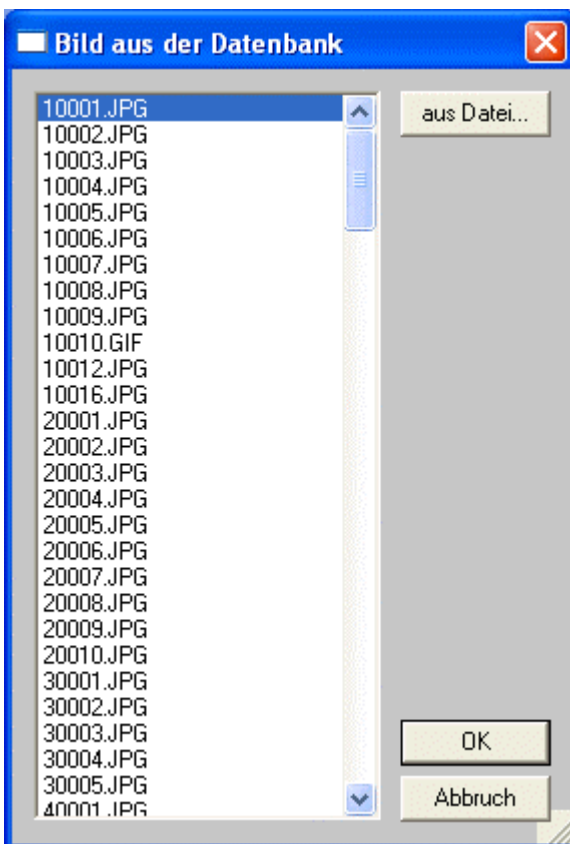 Bild aus der Datenbank
10001.JPG
10002.JPG
10003.JPG
10004.JPG
10005.JPG
10006.JPG
10007.JPG
10008.JPG
10009.JPG
10010.GIF
10012.JPG
10016.JPG
20001.JPG
20002.JPG
20003.JPG
20004.JPG
20005.JPG
20006.JPG
20007.JPG
20008.JPG
20009.JPG
20010.JPG
30001.JPG
30002.JPG
30003.JPG
30004.JPG
30005.JPG
40001.JPG
aus Datei...
OK
Abbruch